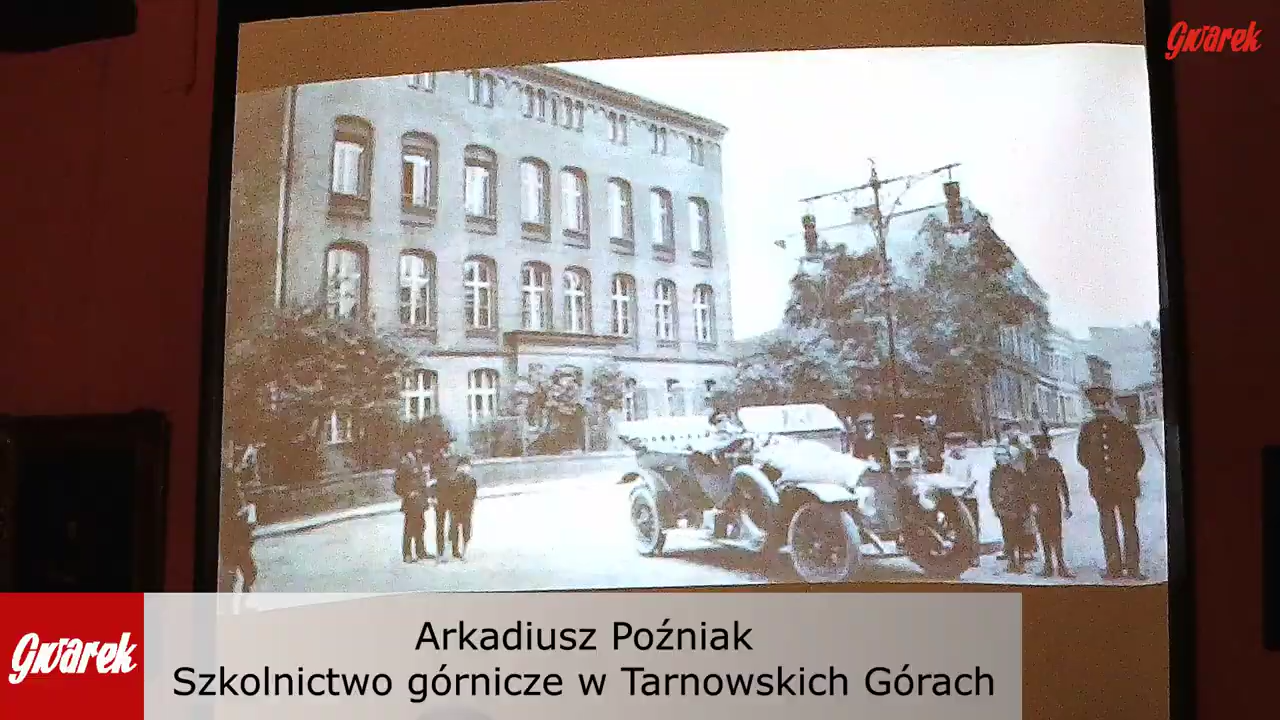 Gwarek
Gwarek
Arkadiusz Poźniak
Szkolnictwo górnicze w Tarnowskich Górach